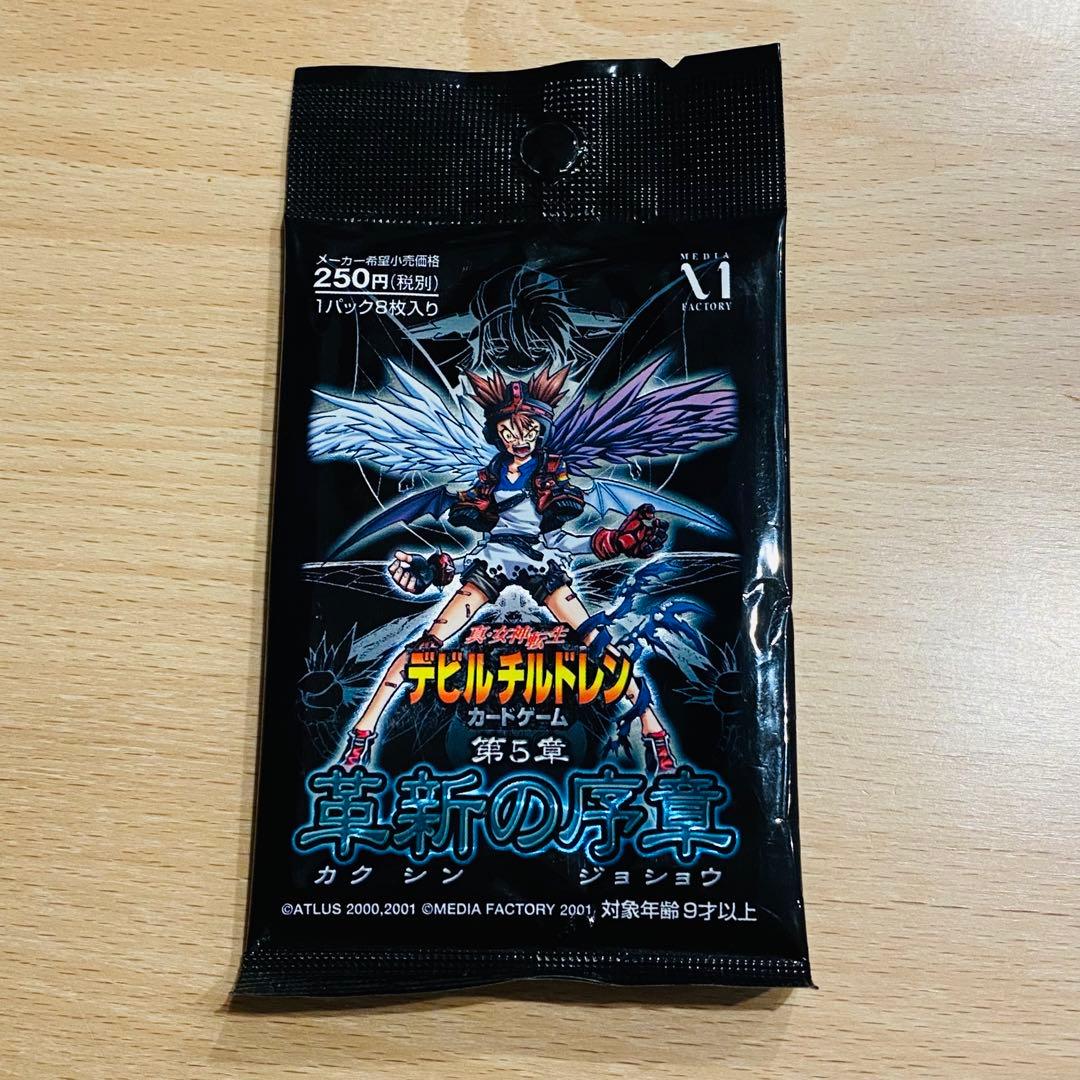 メーカー希望小売価格
250円(税別)
1パック8枚入り
MEDIA
FACTORY
真・女神転生
デビルチルドレン
カードゲーム
第5章
革新の序章
カク シン ジョショウ
©ATLUS 2000,2001 ©MEDIA FACTORY 2001 対象年齢9才以上